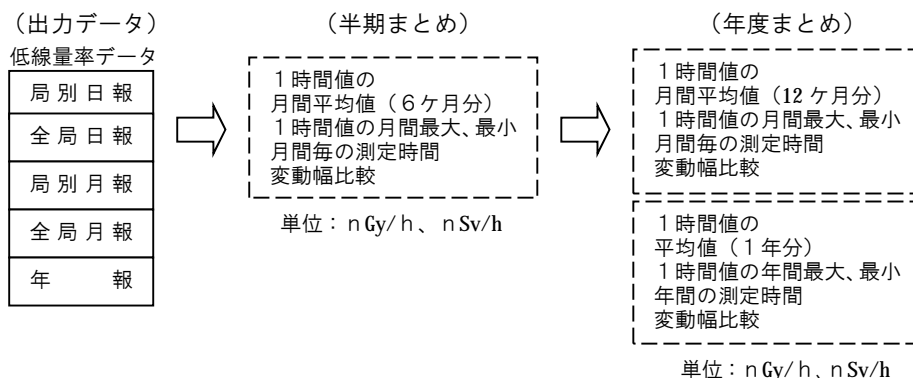 （出力データ）
低線量率データ
局別日報
全局日報
局別月報
全局月報
年　　報
（半期まとめ）
１時間値の
月間平均値（６ケ月分）
１時間値の月間最大、最小
月間毎の測定時間
変動幅比較
単位：ｎGy/ｈ、ｎSv/h
（年度まとめ）
１時間値の
月間平均値（12 ケ月分）
１時間値の月間最大、最小
月間毎の測定時間
変動幅比較
１時間値の
平均値（１年分）
１時間値の年間最大、最小
年間の測定時間
変動幅比較
単位：ｎGy/ｈ、ｎSv/h